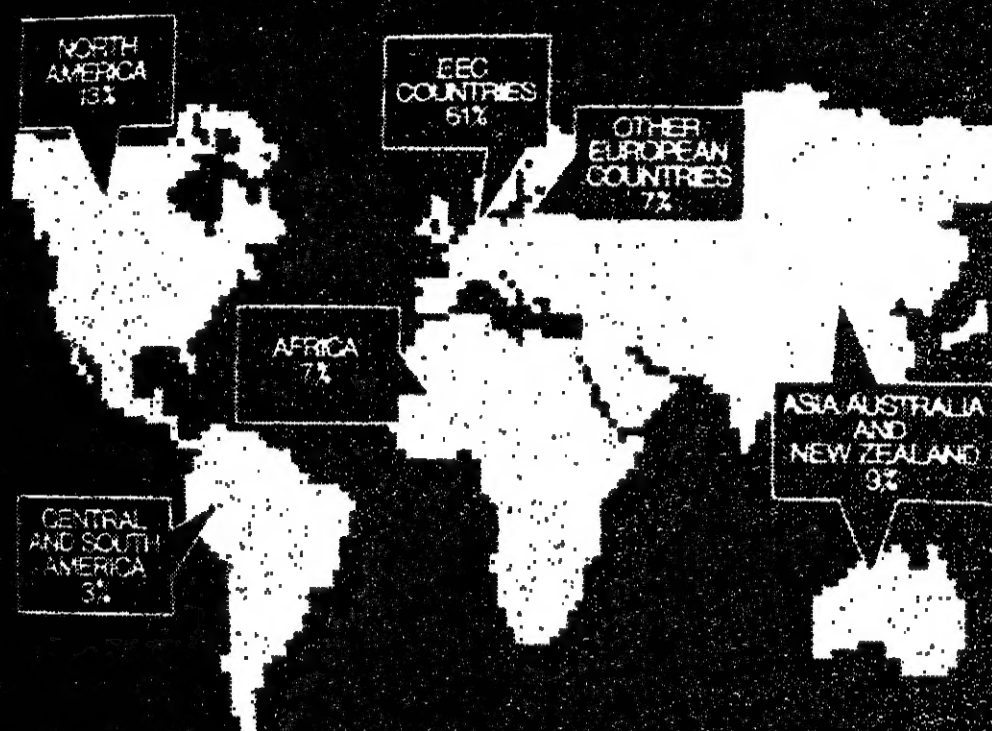 NORTH
AMERICA
13%
EEC
COUNTRIES
61%
OTHER
EUROPEAN
COUNTRIES
7%
AFRICA
7%
ASIA AUSTRALIA
AND
NEW ZEALAND
9%
CENTRAL
AND SOUTH
AMERICA
3%